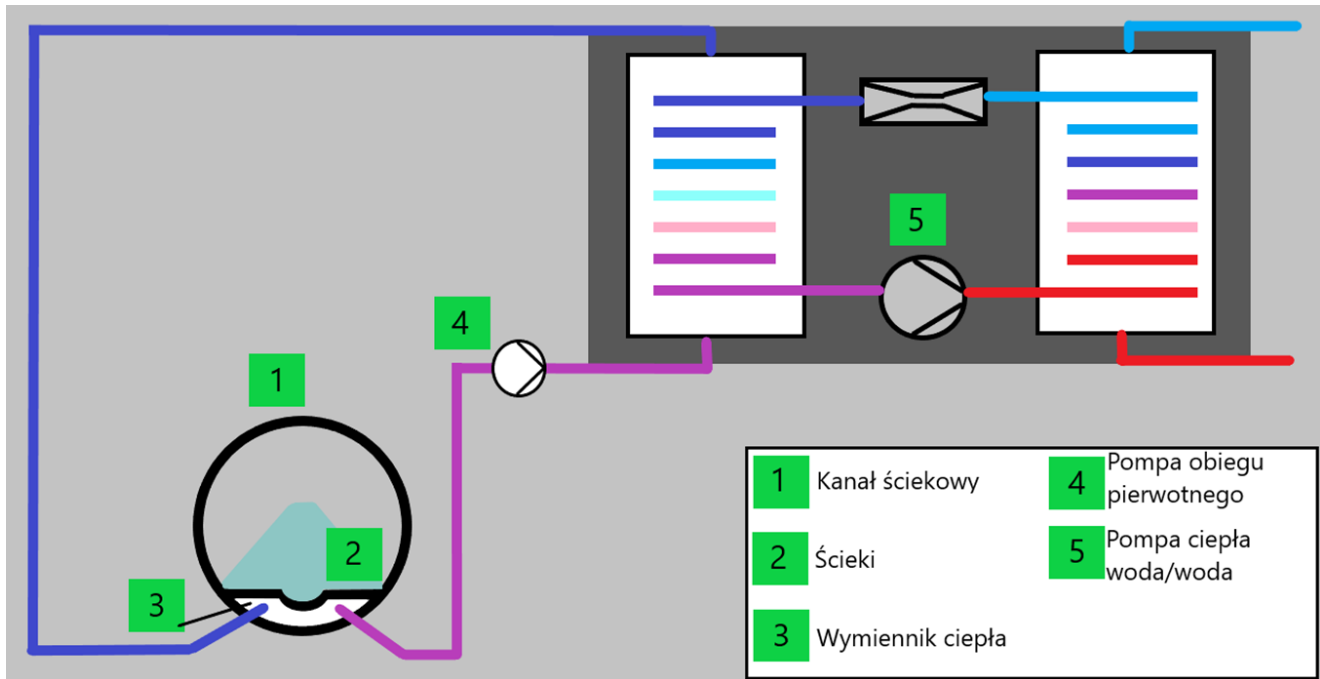 5
4
1
2
3
1 Kanał ściekowy
2 Ścieki
3 Wymiennik ciepła
4 Pompa obiegu
pierwotnego
5 Pompa ciepła
woda/woda